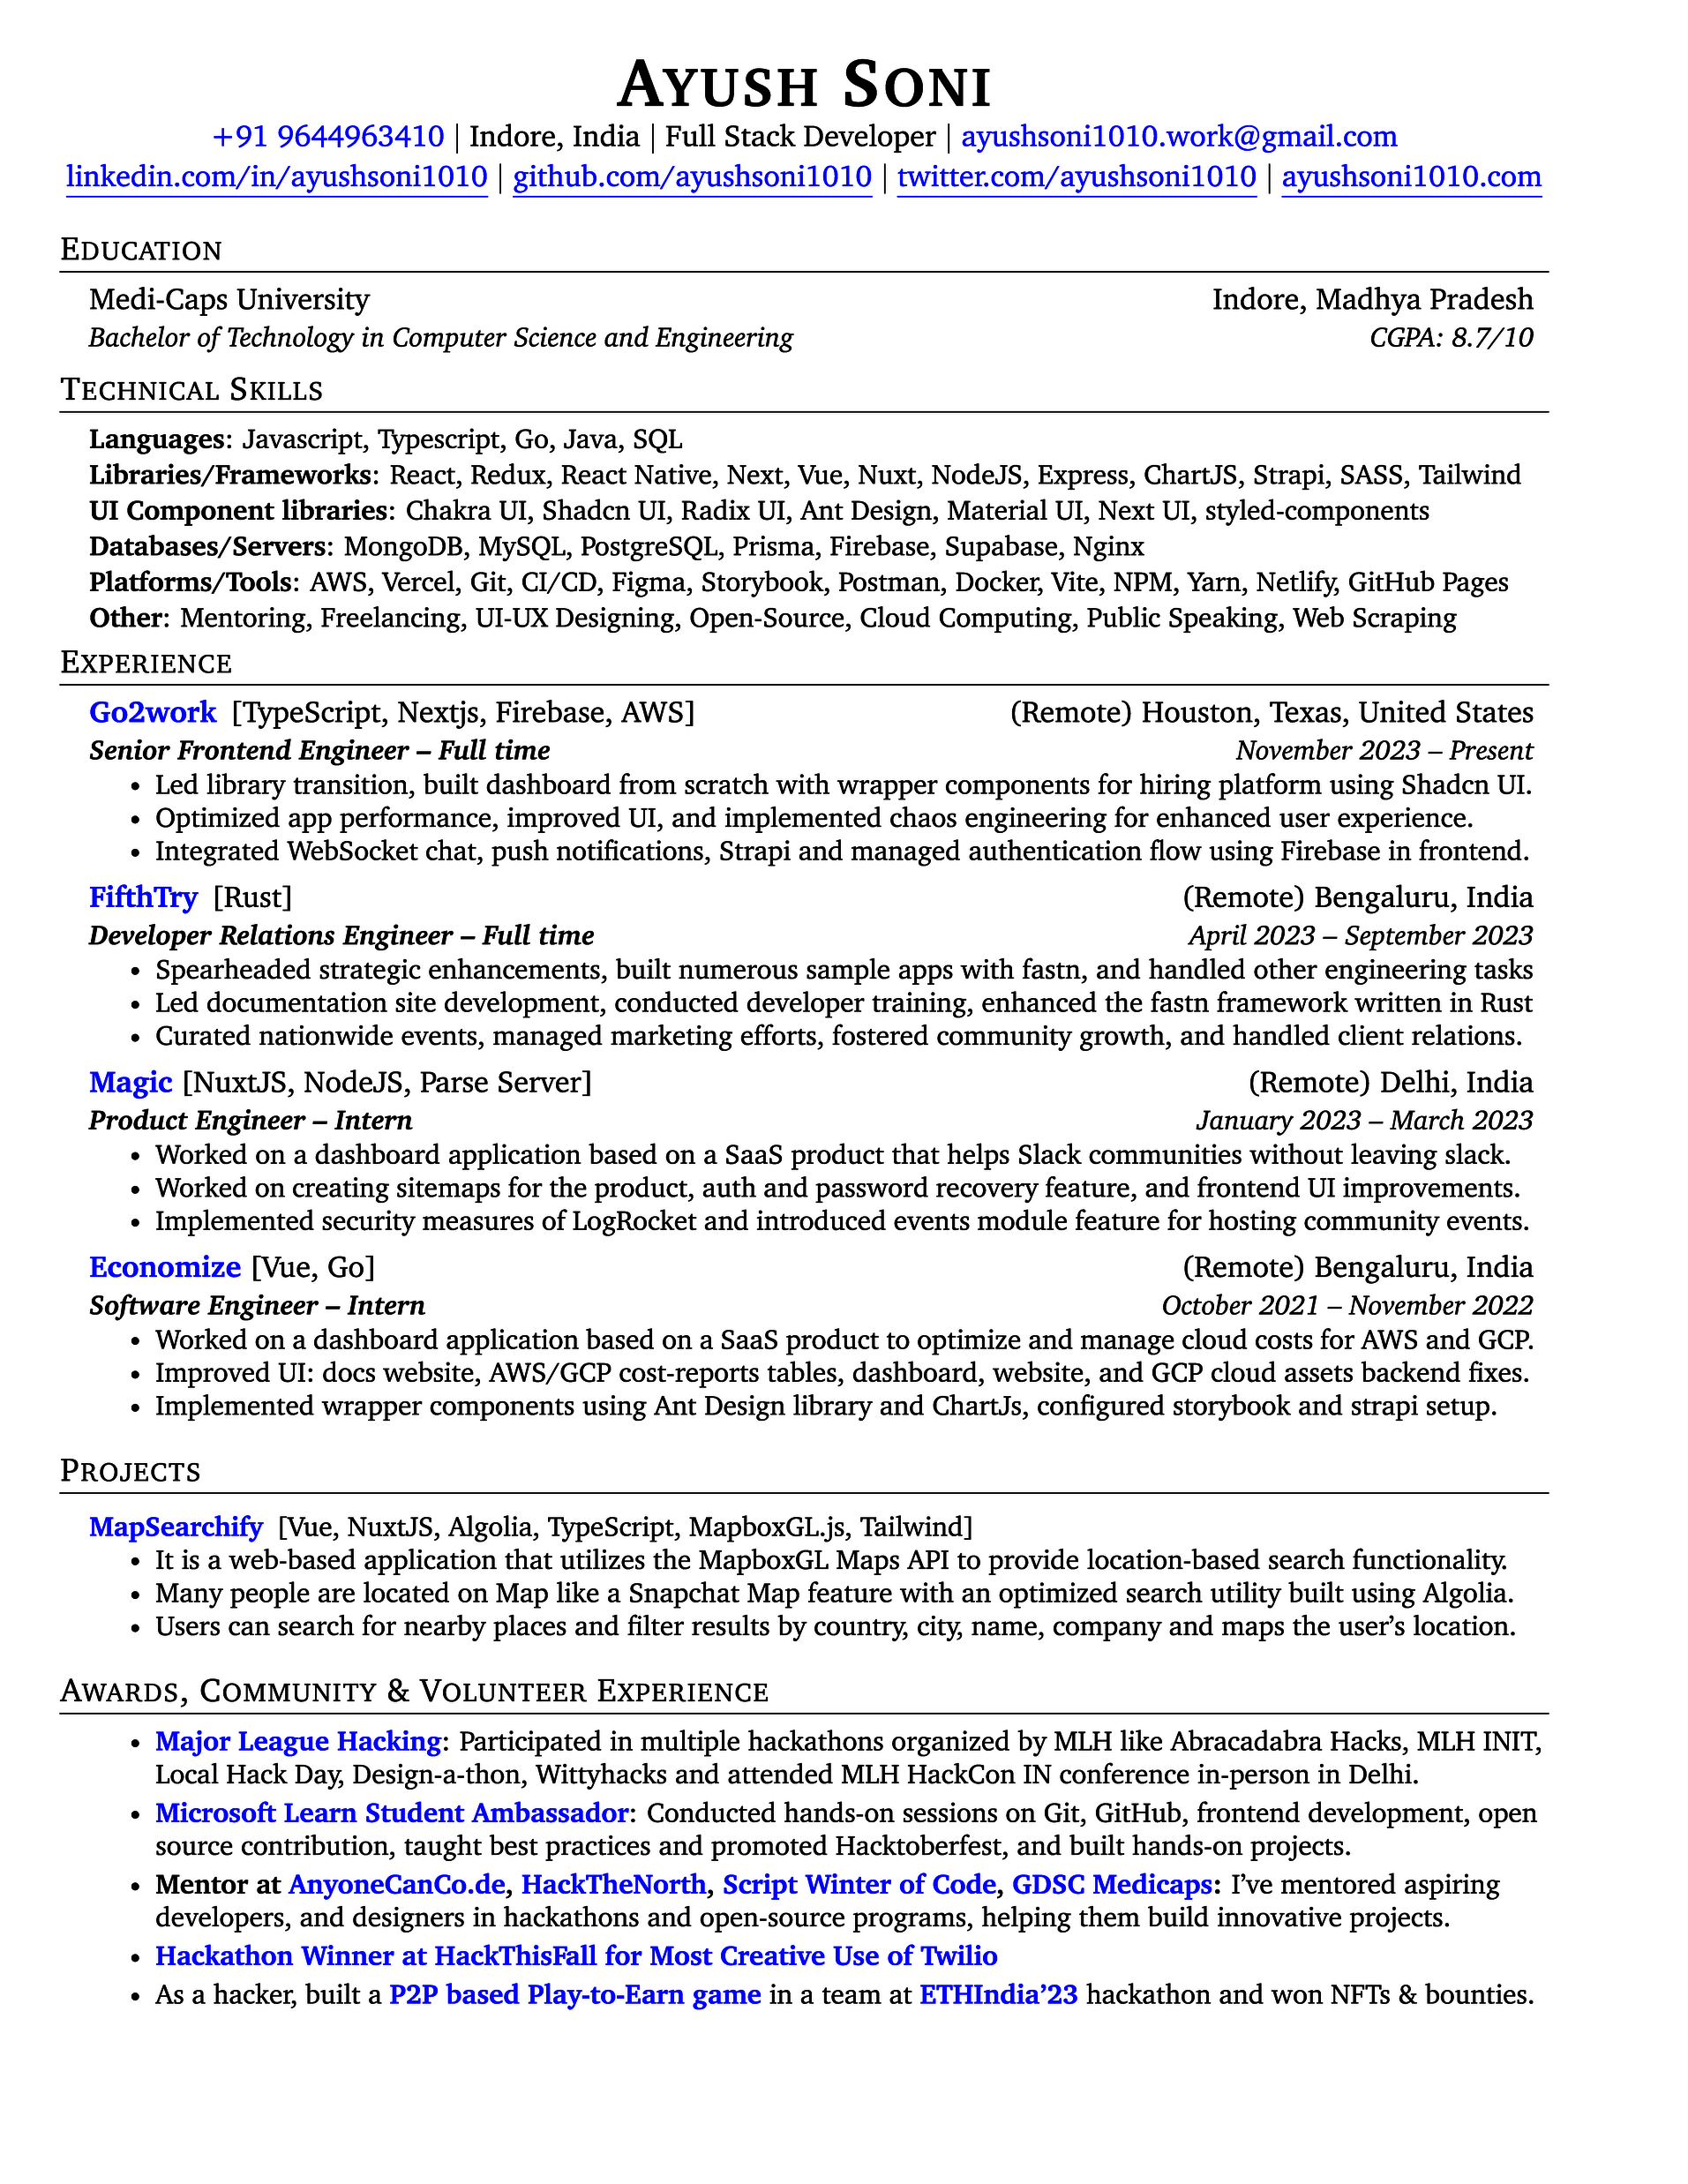 Ayush Soni
+91 9644963410 | Indore, India | Full Stack Developer | ayushsoni1010.work@gmail.com
linkedin.com/in/ayushsoni1010 | github.com/ayushsoni1010 | twitter.com/ayushsoni1010 | ayushsoni1010.com
Education
Medi-Caps University Indore, Madhya Pradesh
Bachelor of Technology in Computer Science and Engineering CGPA: 8.7/10
Technical Skills
Languages: Javascript, Typescript, Go, Java, SQL
Libraries/Frameworks: React, Redux, React Native, Next, Vue, Nuxt, NodeJS, Express, ChartJS, Strapi, SASS, Tailwind
UI Component libraries: Chakra UI, Shadcn UI, Radix UI, Ant Design, Material UI, Next UI, styled-components
Databases/Servers: MongoDB, MySQL, PostgreSQL, Prisma, Firebase, Supabase, Nginx
Platforms/Tools: AWS, Vercel, Git, CI/CD, Figma, Storybook, Postman, Docker, Vite, NPM, Yarn, Netlify, GitHub Pages
Other: Mentoring, Freelancing, UI-UX Designing, Open-Source, Cloud Computing, Public Speaking, Web Scraping
Experience
Go2work [TypeScript, Nextjs, Firebase, AWS] (Remote) Houston, Texas, United States
Senior Frontend Engineer – Full time November 2023 – Present
• Led library transition, built dashboard from scratch with wrapper components for hiring platform using Shadcn UI.
• Optimized app performance, improved UI, and implemented chaos engineering for enhanced user experience.
• Integrated WebSocket chat, push notifications, Strapi and managed authentication flow using Firebase in frontend.
FifthTry [Rust] (Remote) Bengaluru, India
Developer Relations Engineer – Full time April 2023 – September 2023
• Spearheaded strategic enhancements, built numerous sample apps with fastn, and handled other engineering tasks
• Led documentation site development, conducted developer training, enhanced the fastn framework written in Rust
• Curated nationwide events, managed marketing efforts, fostered community growth, and handled client relations.
Magic [NuxtJS, NodeJS, Parse Server] (Remote) Delhi, India
Product Engineer – Intern January 2023 – March 2023
• Worked on a dashboard application based on a SaaS product that helps Slack communities without leaving slack.
• Worked on creating sitemaps for the product, auth and password recovery feature, and frontend UI improvements.
• Implemented security measures of LogRocket and introduced events module feature for hosting community events.
Economize [Vue, Go] (Remote) Bengaluru, India
Software Engineer – Intern October 2021 – November 2022
• Worked on a dashboard application based on a SaaS product to optimize and manage cloud costs for AWS and GCP.
• Improved UI: docs website, AWS/GCP cost-reports tables, dashboard, website, and GCP cloud assets backend fixes.
• Implemented wrapper components using Ant Design library and ChartJs, configured storybook and strapi setup.
Projects
MapSearchify [Vue, NuxtJS, Algolia, TypeScript, MapboxGL.js, Tailwind]
• It is a web-based application that utilizes the MapboxGL Maps API to provide location-based search functionality.
• Many people are located on Map like a Snapchat Map feature with an optimized search utility built using Algolia.
• Users can search for nearby places and filter results by country, city, name, company and maps the user’s location.
Awards, Community & Volunteer Experience
• Major League Hacking: Participated in multiple hackathons organized by MLH like Abracadabra Hacks, MLH INIT,
Local Hack Day, Design-a-thon, Wittyhacks and attended MLH HackCon IN conference in-person in Delhi.
• Microsoft Learn Student Ambassador: Conducted hands-on sessions on Git, GitHub, frontend development, open
source contribution, taught best practices and promoted Hacktoberfest, and built hands-on projects.
• Mentor at AnyoneCanCo.de, HackTheNorth, Script Winter of Code, GDSC Medicaps: I’ve mentored aspiring
developers, and designers in hackathons and open-source programs, helping them build innovative projects.
• Hackathon Winner at HackThisFall for Most Creative Use of Twilio
• As a hacker, built a P2P based Play-to-Earn game in a team at ETHIndia’23 hackathon and won NFTs & bounties.